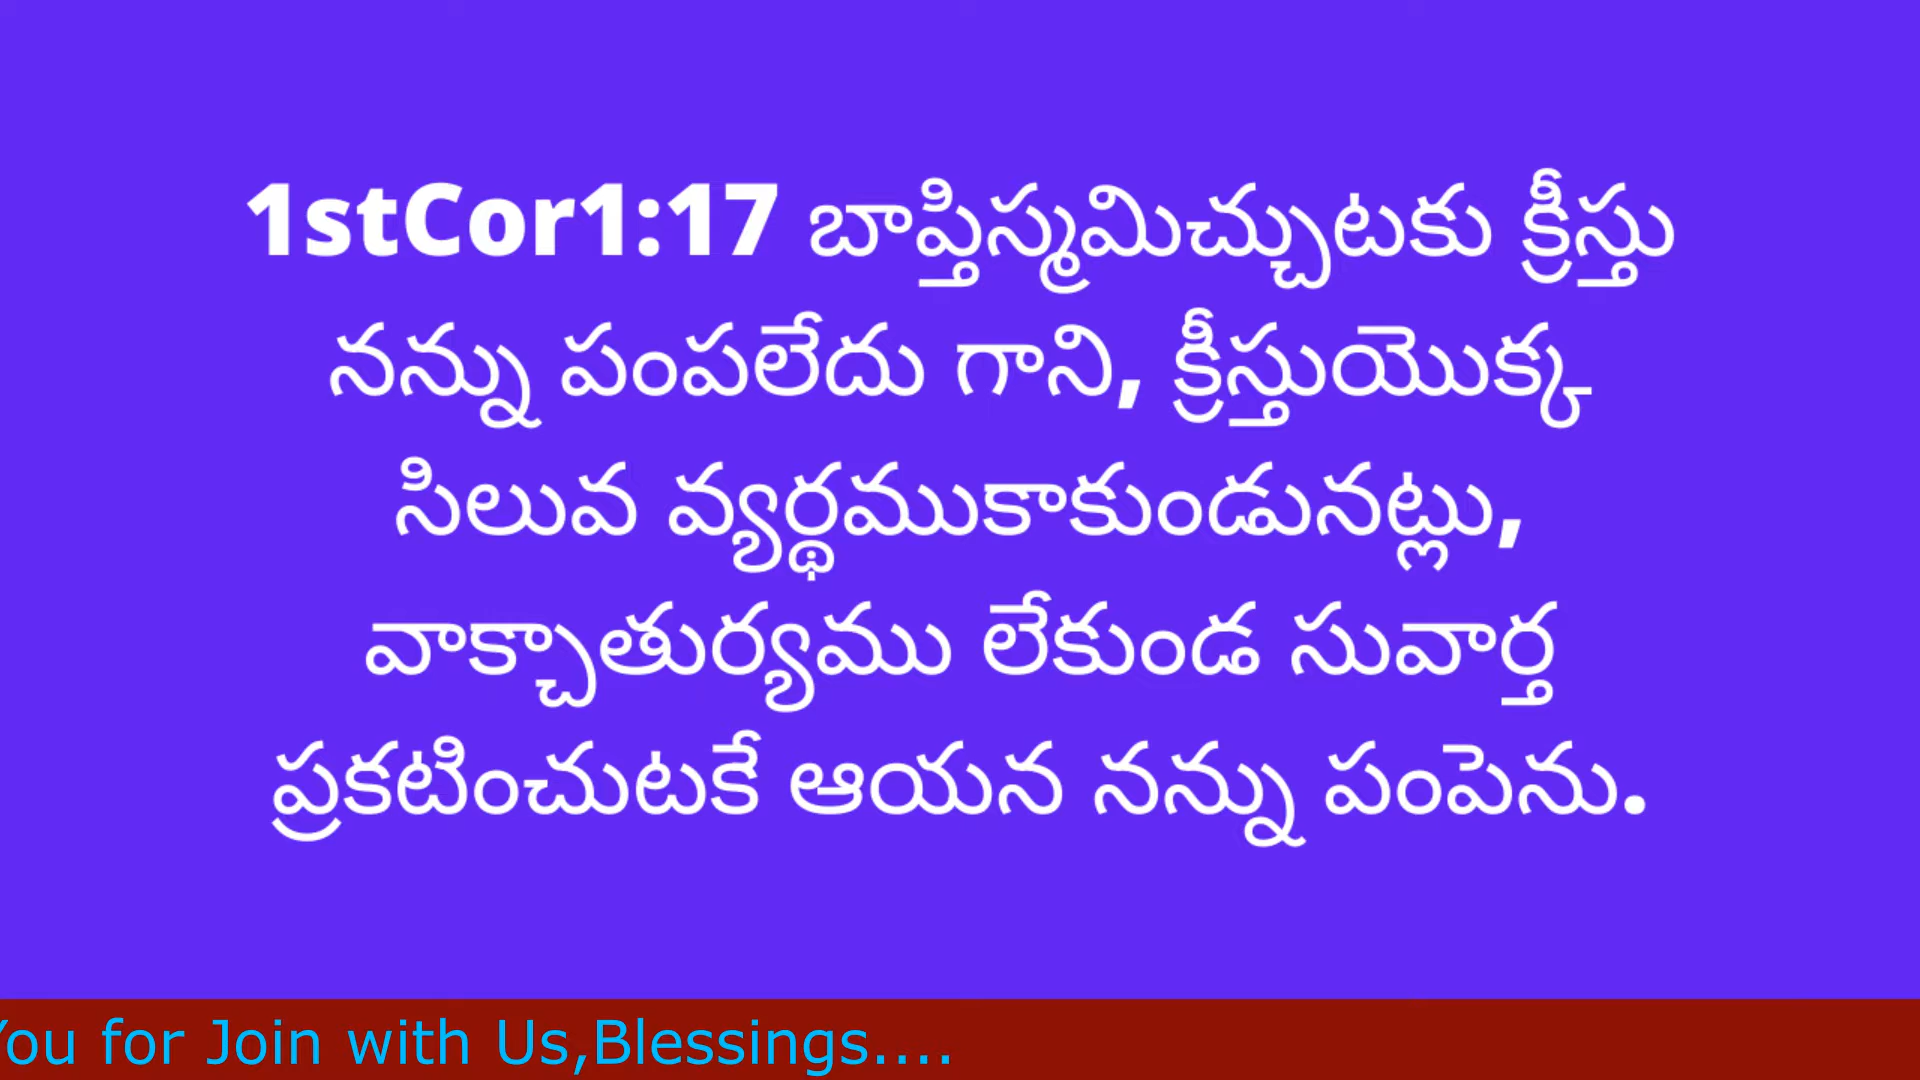 1stCor1:17 బాప్తిస్మమిచ్చుటకు క్రీస్తు
నన్ను పంపలేదు గాని, క్రీస్తుయొక్క
సిలువ వ్యర్థముకాకుండునట్లు,
వాక్చాతుర్యము లేకుండ సువార్త
ప్రకటించుటకే ఆయన నన్ను పంపెను.
You for Join with Us,Blessings....